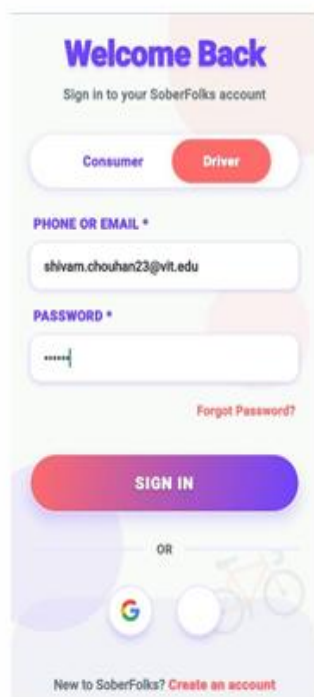 Welcome Back
Sign in to your SoberFolks account
Consumer Driver
PHONE OR EMAIL *
shivam.chouhan23@vit.edu
PASSWORD *
••••••
Forgot Password?
SIGN IN
OR
G
New to SoberFolks? Create an account